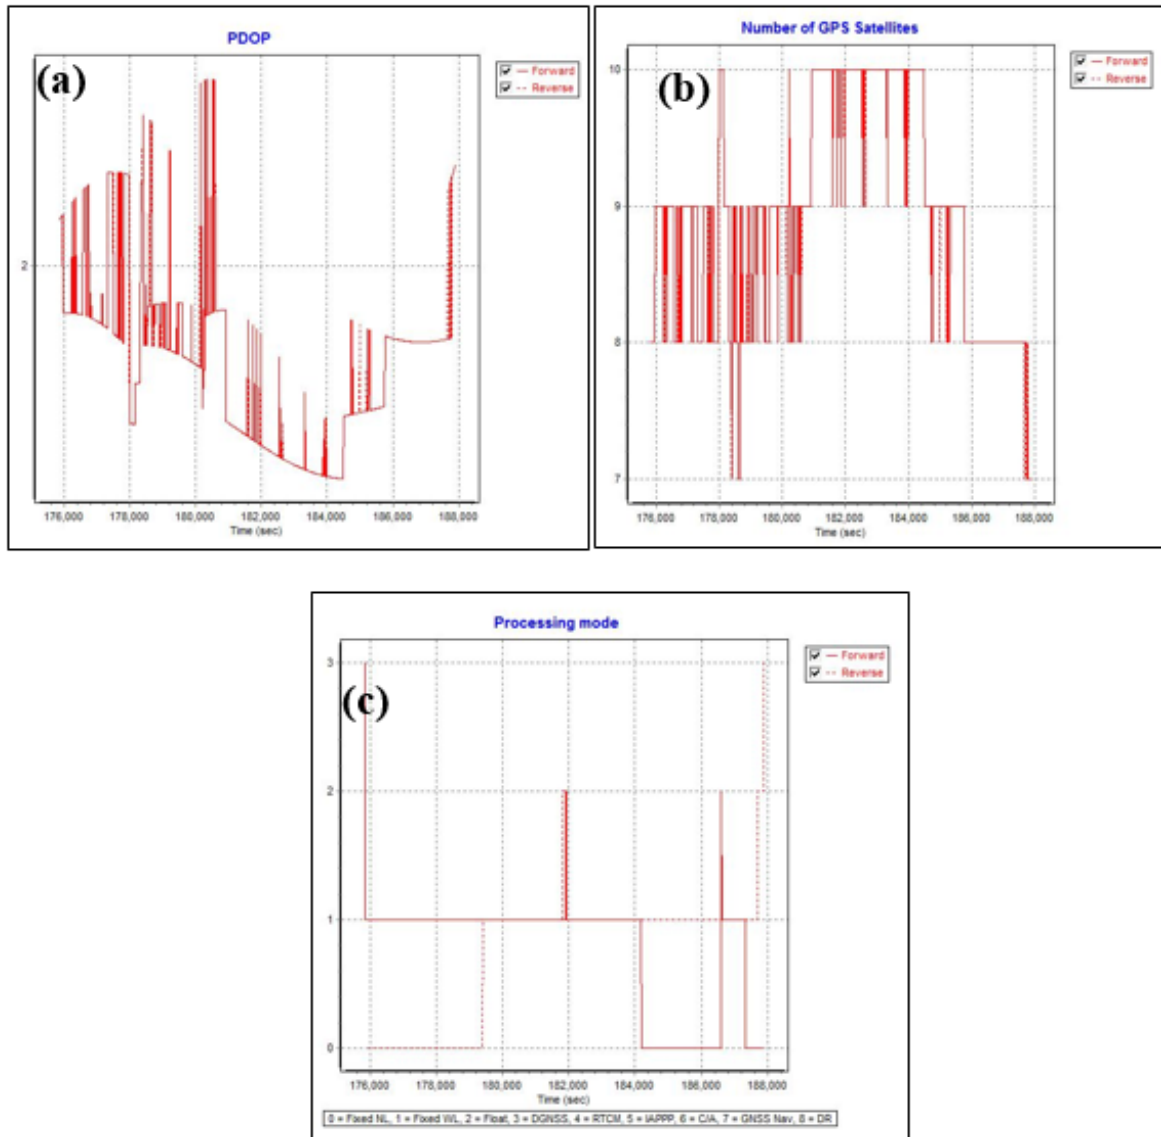 PDOP
(a)
Forward
Reverse
2
176,000 178,000 180,000 182,000 184,000 186,000 188,000
Time (sec)
Number of GPS Satellites
(b)
Forward
Reverse
10
9
8
7
176,000 178,000 180,000 182,000 184,000 186,000 188,000
Time (sec)
Processing mode
(c)
Forward
Reverse
3
2
1
0
176,000 178,000 180,000 182,000 184,000 186,000 188,000
Time (sec)
0 = Fixed NL, 1 = Fixed WL, 2 = Float, 3 = DGNSS, 4 = RTCM, 5 = IAPPP, 6 = C/A, 7 = GNSS Nav, 8 = DR